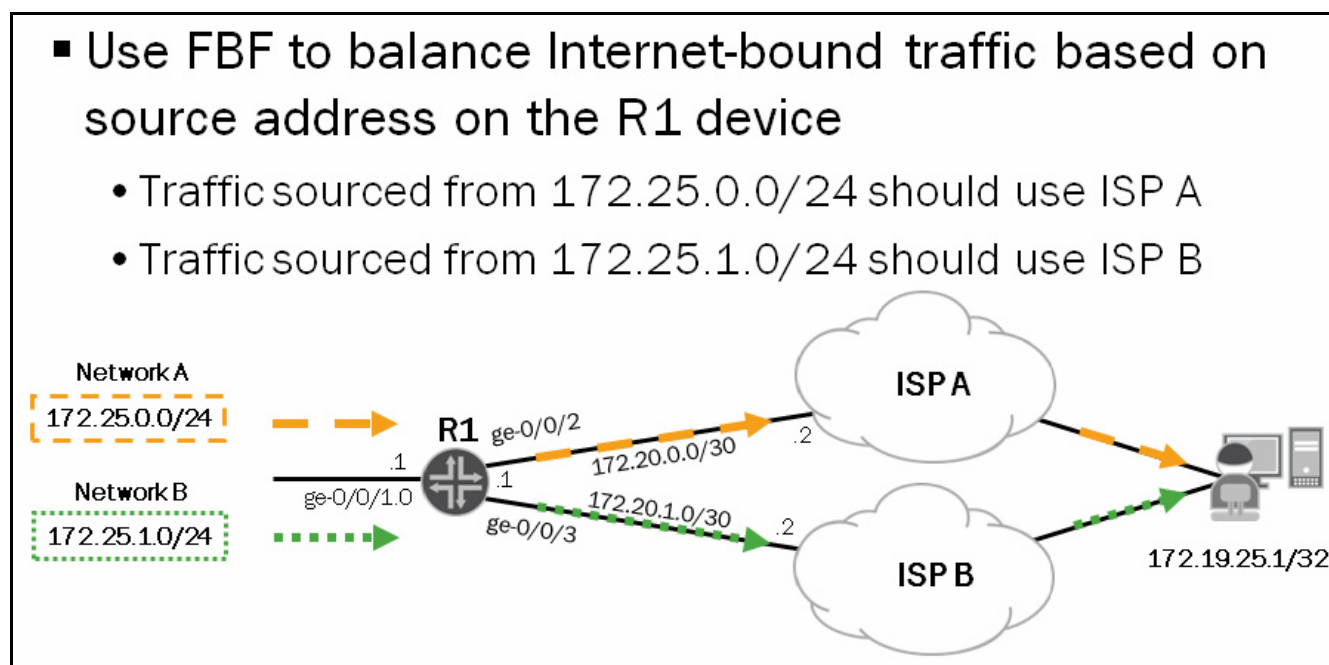 ▪ Use FBF to balance Internet-bound traffic based on
source address on the R1 device
• Traffic sourced from 172.25.0.0/24 should use ISP A
• Traffic sourced from 172.25.1.0/24 should use ISP B
Network A
172.25.0.0/24
ISP A
R1
ge-0/0/2
172.20.0.0/30
.2
.1
.1
ge-0/0/1.0
Network B
172.25.1.0/24
172.20.1.0/30
ge-0/0/3
.2
ISP B
172.19.25.1/32